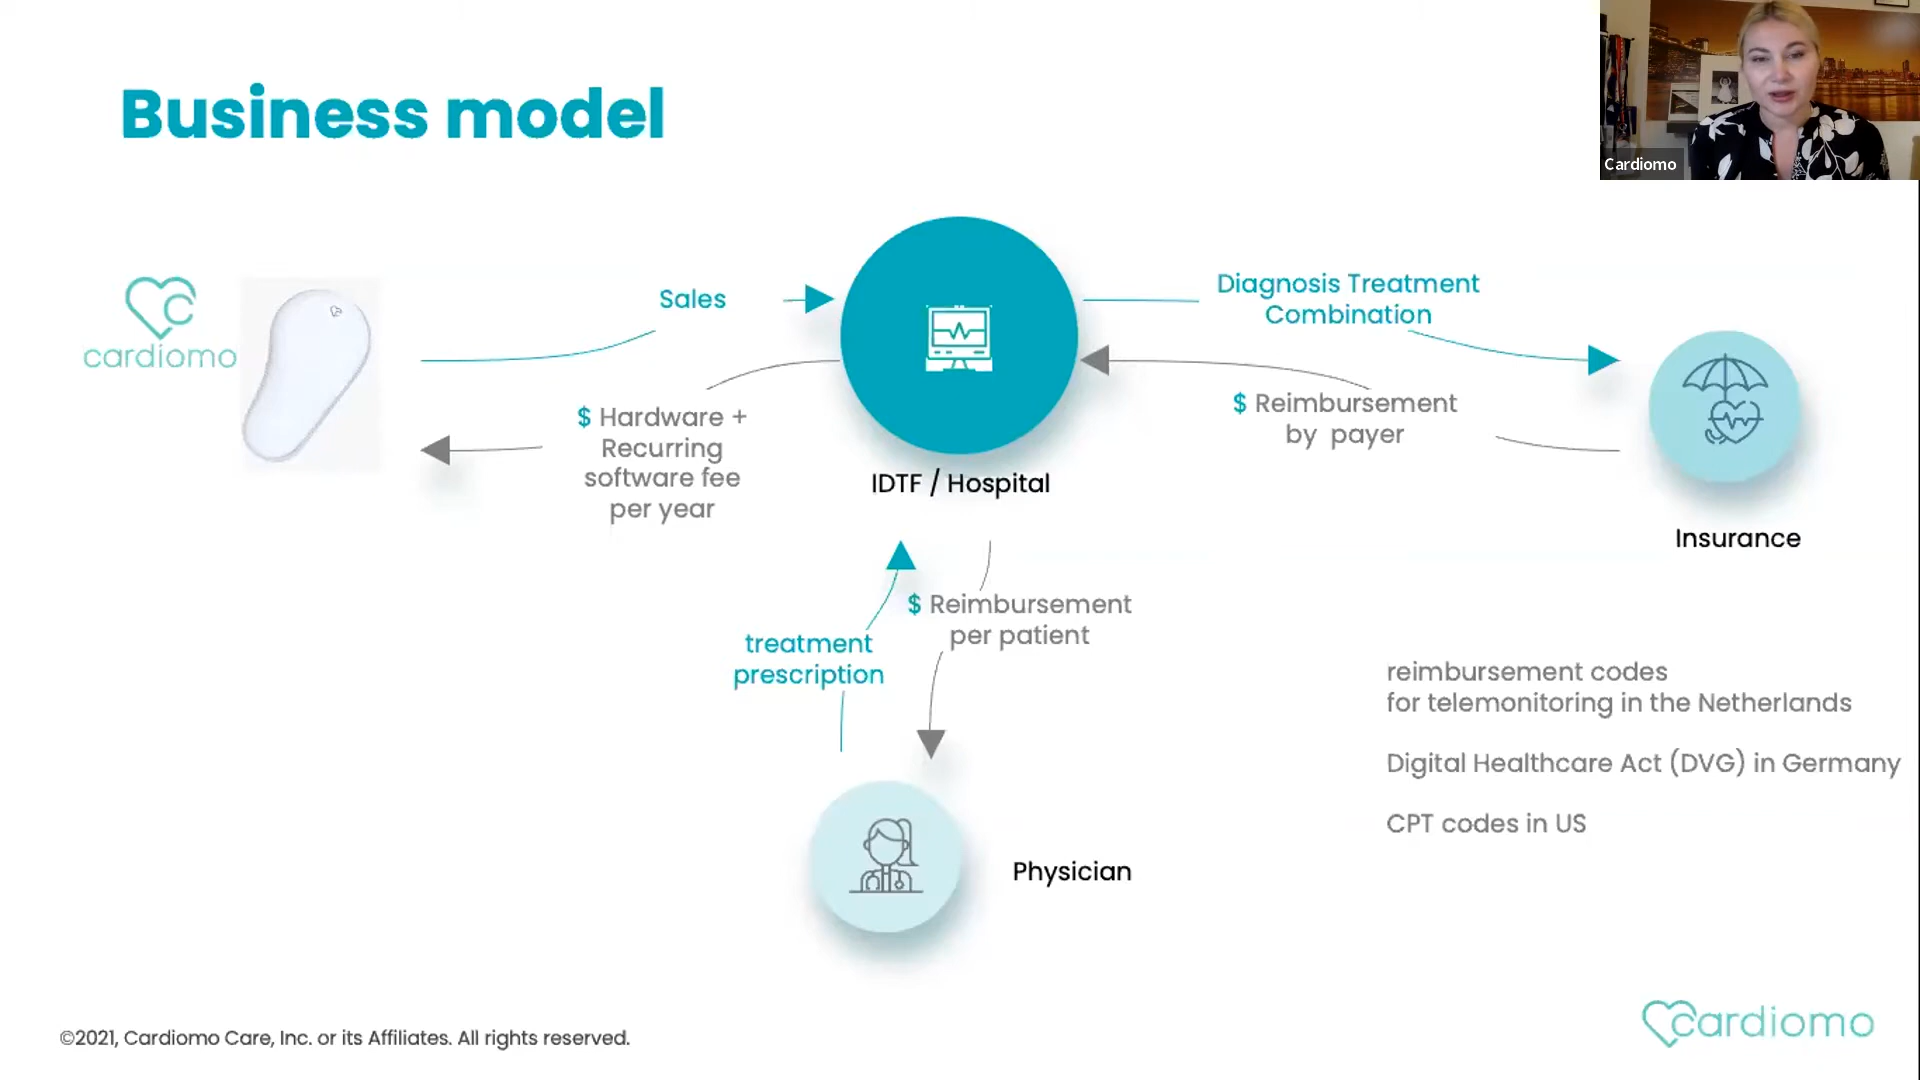 Business model
Cardiomo
cardiomo
Sales
$ Hardware +
Recurring
software fee
per year
IDTF / Hospital
Diagnosis Treatment
Combination
$ Reimbursement
by payer
Insurance
treatment
prescription
$ Reimbursement
per patient
Physician
reimbursement codes
for telemonitoring in the Netherlands
Digital Healthcare Act (DVG) in Germany
CPT codes in US
©2021, Cardiomo Care, Inc. or its Affiliates. All rights reserved.
cardiomo